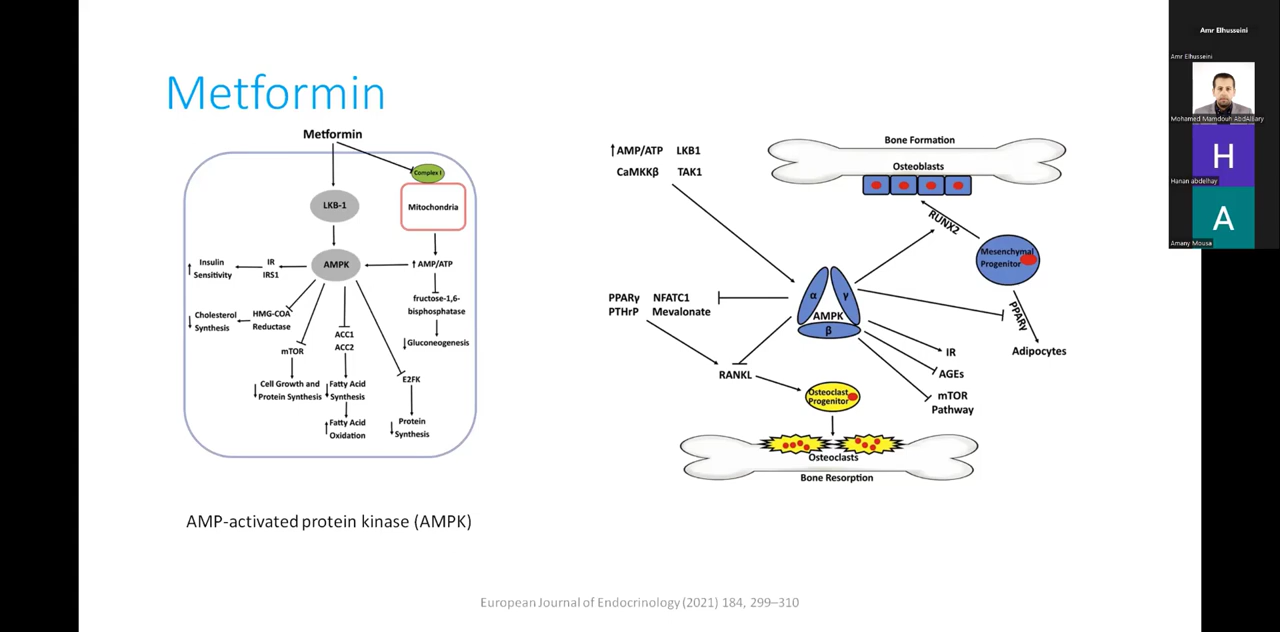 Metformin
Metformin
Complex I
LKB-1
Mitochondria
AMPK
↑ AMP/ATP
IR
IRS1
↑ Insulin
Sensitivity
HMG-COA
Reductase
↓ Cholesterol
Synthesis
mTOR
↓ Cell Growth and
Protein Synthesis
ACC1
ACC2
↓ Fatty Acid
Synthesis
↑ Fatty Acid
Oxidation
E2FK
↓ Protein
Synthesis
fructose-1,6-
bisphosphatase
↓ Gluconeogenesis
AMP-activated protein kinase (AMPK)
↑AMP/ATP LKB1
CaMKKβ TAK1
Bone Formation
Osteoblasts
RUNX2
Mesenchymal
Progenitor
PPARγ
Adipocytes
α γ
AMPK
β
PPARγ NFATC1
PTHrP Mevalonate
RANKL
IR
AGEs
mTOR
Pathway
Osteoclast
Progenitor
Osteoclasts
Bone Resorption
European Journal of Endocrinology (2021) 184, 299–310
Amr Elhusseini
Amr Elhusseini
Mohamed Mamdouh AbdAlBary
H
Hanan abdelhay
A
Amany Mousa